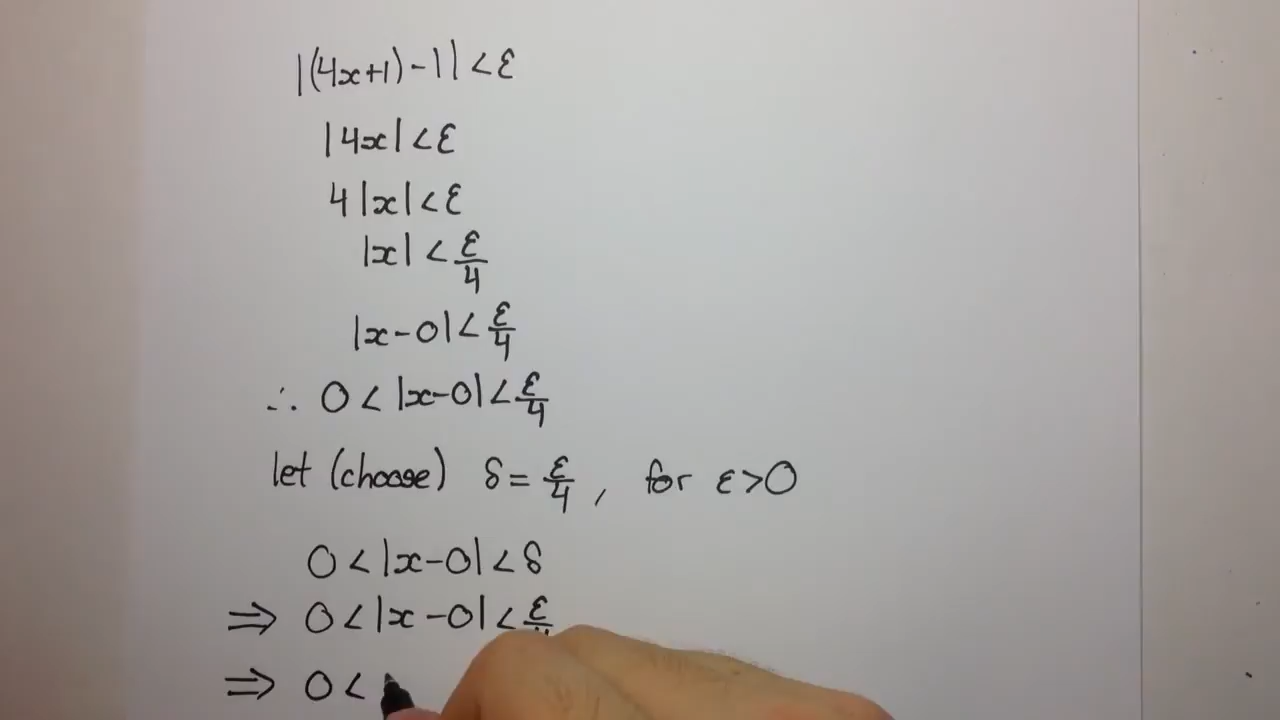 |(4x+1)-1| < ε
|4x| < ε
4|x| < ε
|x| < ε/4
|x-0| < ε/4
∴ 0 < |x-0| < ε/4
let (choose) δ = ε/4 , for ε>0
0 < |x-0| < δ
⇒ 0 < |x-0| < ε/4
⇒ 0 <